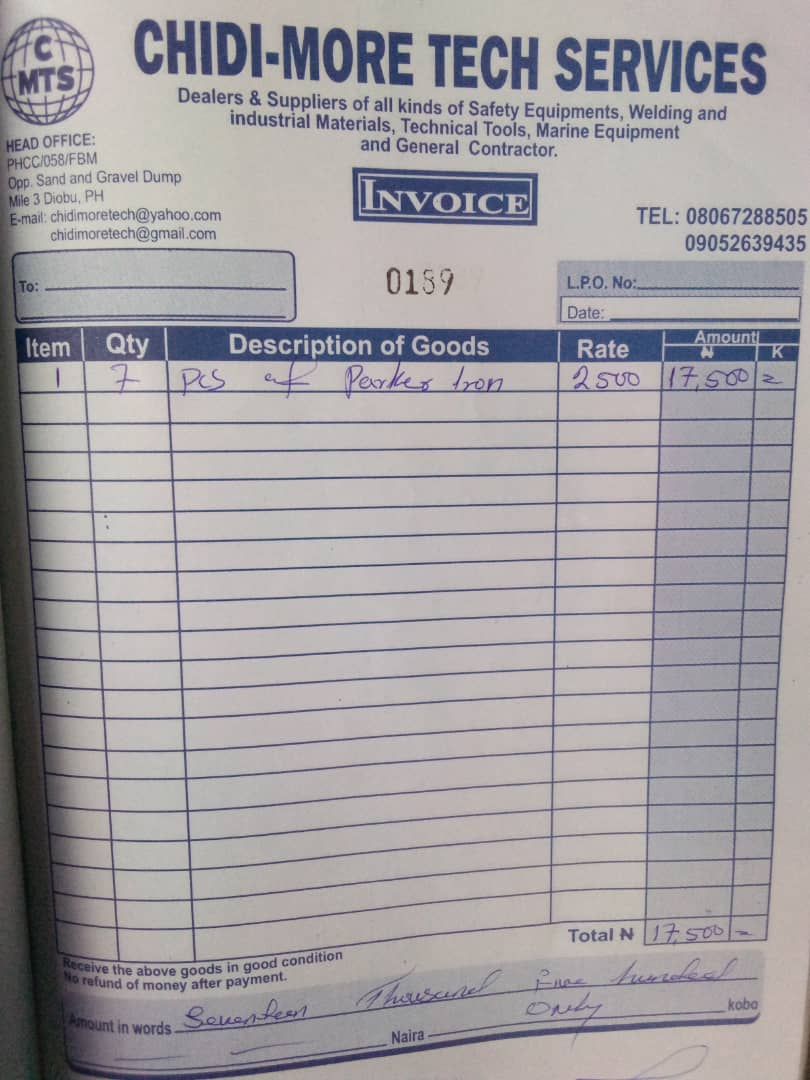 C
MTS
CHIDI-MORE TECH SERVICES
Dealers & Suppliers of all kinds of Safety Equipments, Welding and
industrial Materials, Technical Tools, Marine Equipment
and General Contractor.
HEAD OFFICE:
PHCC/058/FBM
Opp. Sand and Gravel Dump
Mile 3 Diobu, PH
E-mail: chidimoretech@yahoo.com
chidimoretech@gmail.com
INVOICE
TEL: 08067288505
09052639435
To:
0189
L.P.O. No:
Date:
Item Qty Description of Goods Rate Amount ₦ K
1 7 pcs of Parker Iron 2500 17,500 =
Total ₦ 17,500 =
Receive the above goods in good condition
No refund of money after payment.
Amount in words Seventeen Thousand Five hundred
Only
Naira kobo